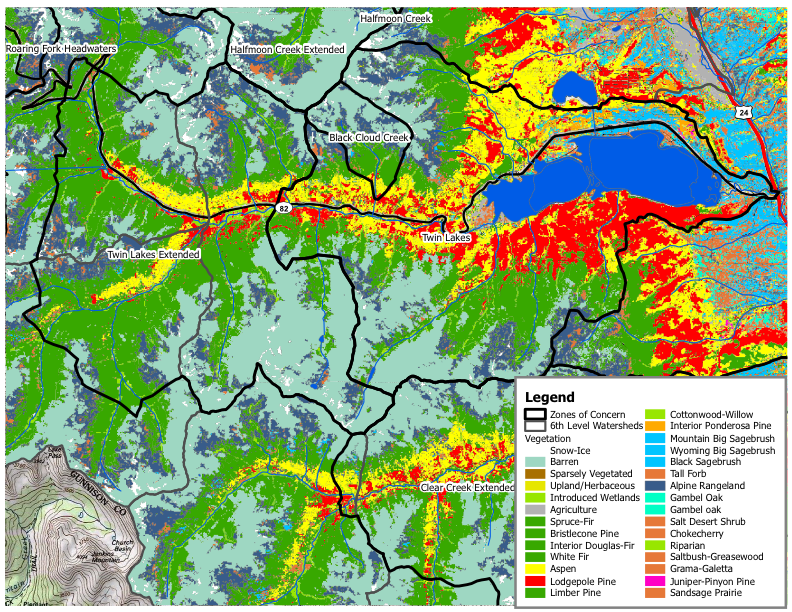 Halfmoon Creek
Roaring Fork Headwaters
Halfmoon Creek Extended
24
Black Cloud Creek
82
Twin Lakes
Twin Lakes Extended
GUNNISON CO
Clear Creek Extended
Church
Basin
Jenkins
Mountain
Legend
Zones of Concern
6th Level Watersheds
Vegetation
Snow-Ice
Barren
Sparsely Vegetated
Upland/Herbaceous
Introduced Wetlands
Agriculture
Spruce-Fir
Bristlecone Pine
Interior Douglas-Fir
White Fir
Aspen
Lodgepole Pine
Limber Pine
Cottonwood-Willow
Interior Ponderosa Pine
Mountain Big Sagebrush
Wyoming Big Sagebrush
Black Sagebrush
Tall Forb
Alpine Rangeland
Gambel Oak
Gambel oak
Salt Desert Shrub
Chokecherry
Riparian
Saltbush-Greasewood
Grama-Galetta
Juniper-Pinyon Pine
Sandsage Prairie